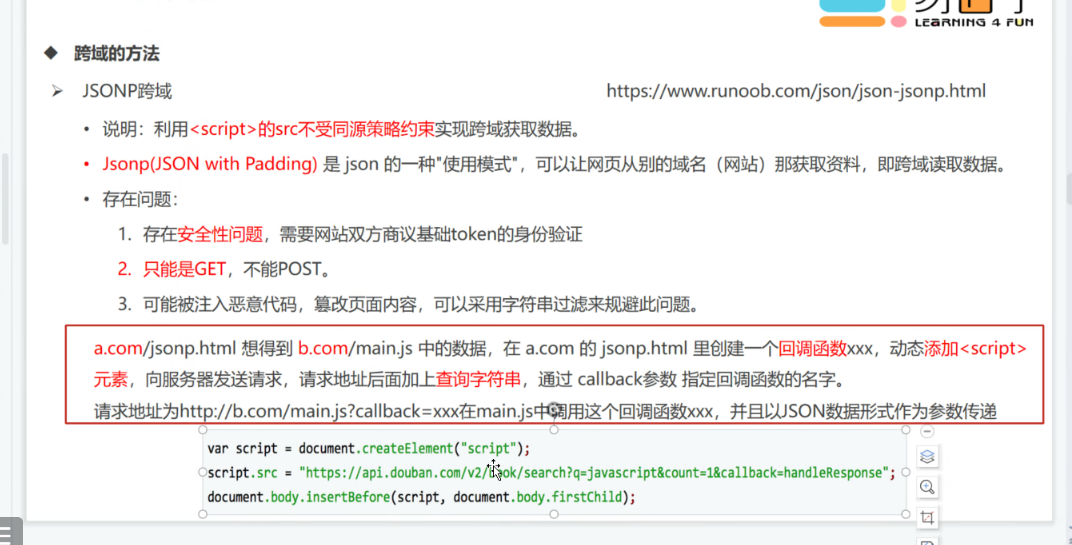 LEARNING 4 FUN
◆ 跨域的方法
➢ JSONP跨域 https://www.runoob.com/json/json-jsonp.html
• 说明：利用<script>的src不受同源策略约束实现跨域获取数据。
• Jsonp(JSON with Padding) 是 json 的一种"使用模式"，可以让网页从别的域名（网站）那获取资料，即跨域读取数据。
• 存在问题：
1. 存在安全性问题，需要网站双方商议基础token的身份验证
2. 只能是GET，不能POST。
3. 可能被注入恶意代码，篡改页面内容，可以采用字符串过滤来规避此问题。
a.com/jsonp.html 想得到 b.com/main.js 中的数据，在 a.com 的 jsonp.html 里创建一个回调函数xxx，动态添加<script>
元素，向服务器发送请求，请求地址后面加上查询字符串，通过 callback参数 指定回调函数的名字。
请求地址为http://b.com/main.js?callback=xxx在main.js中调用这个回调函数xxx，并且以JSON数据形式作为参数传递
var script = document.createElement("script");
script.src = "https://api.douban.com/v2/book/search?q=javascript&count=1&callback=handleResponse";
document.body.insertBefore(script, document.body.firstChild);